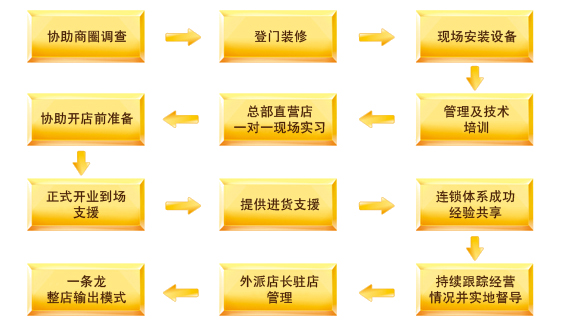 协助商圈调查
登门装修
现场安装设备
管理及技术
培训
总部直营店
一对一现场实习
协助开店前准备
正式开业到场
支援
提供进货支援
连锁体系成功
经验共享
持续跟踪经营
情况并实地督导
外派店长驻店
管理
一条龙
整店输出模式